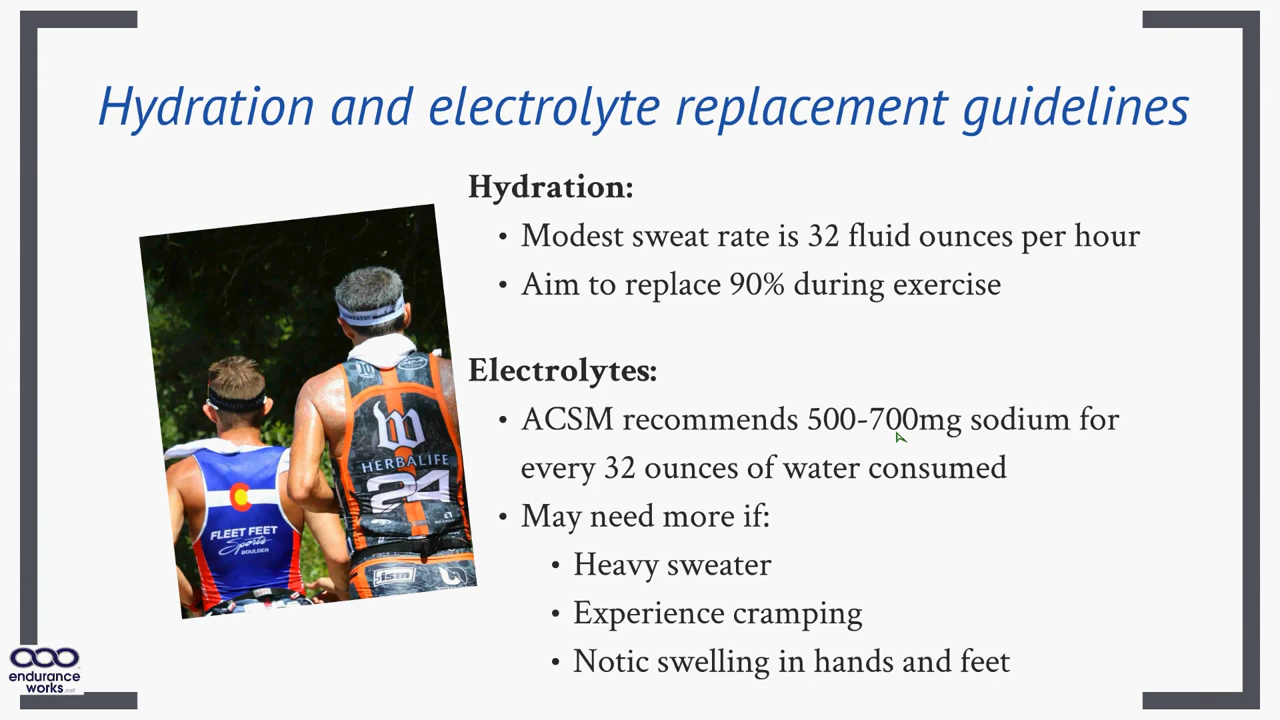 Hydration and electrolyte replacement guidelines
Hydration:
• Modest sweat rate is 32 fluid ounces per hour
• Aim to replace 90% during exercise
Electrolytes:
• ACSM recommends 500-700mg sodium for
every 32 ounces of water consumed
• May need more if:
• Heavy sweater
• Experience cramping
• Notic swelling in hands and feet
HERBALIFE
24
FLEET FEET
Sports
BOULDER
ism
endurance
works.net